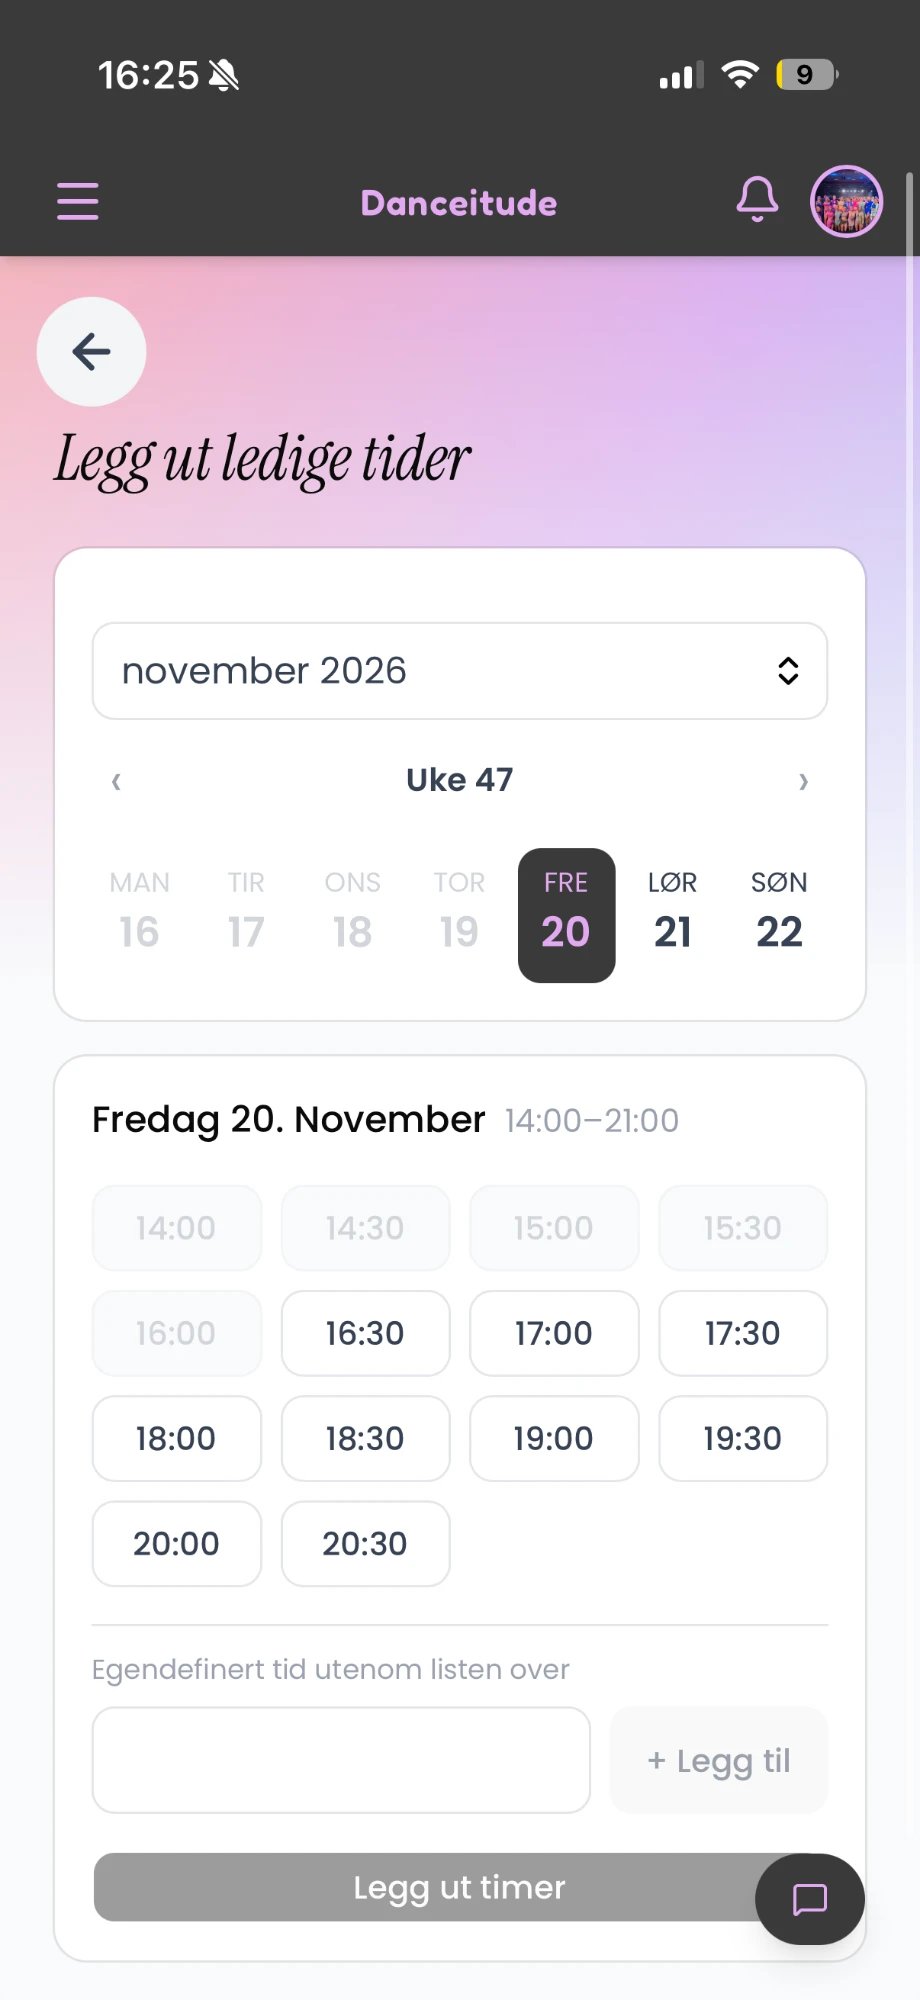 16:25
9
Danceitude
Legg ut ledige tider
november 2026
‹ Uke 47 ›
MAN TIR ONS TOR FRE LØR SØN
16 17 18 19 20 21 22
Fredag 20. November 14:00–21:00
14:00 14:30 15:00 15:30
16:00 16:30 17:00 17:30
18:00 18:30 19:00 19:30
20:00 20:30
Egendefinert tid utenom listen over
+ Legg til
Legg ut timer